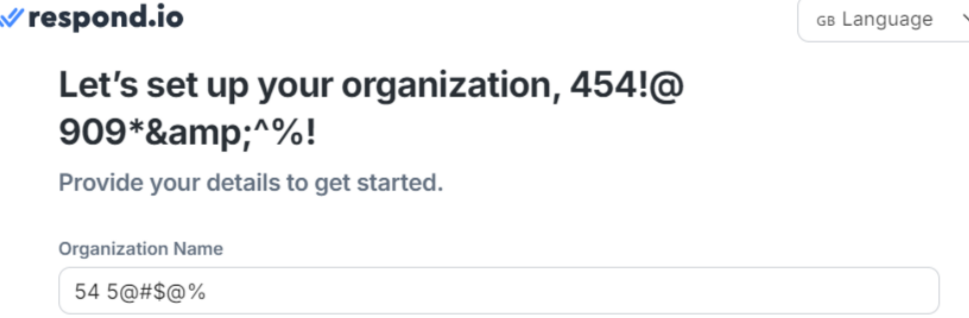 respond.io
GB Language
Let’s set up your organization, 454!@
909*&amp;^%!
Provide your details to get started.
Organization Name
54 5@#$@%